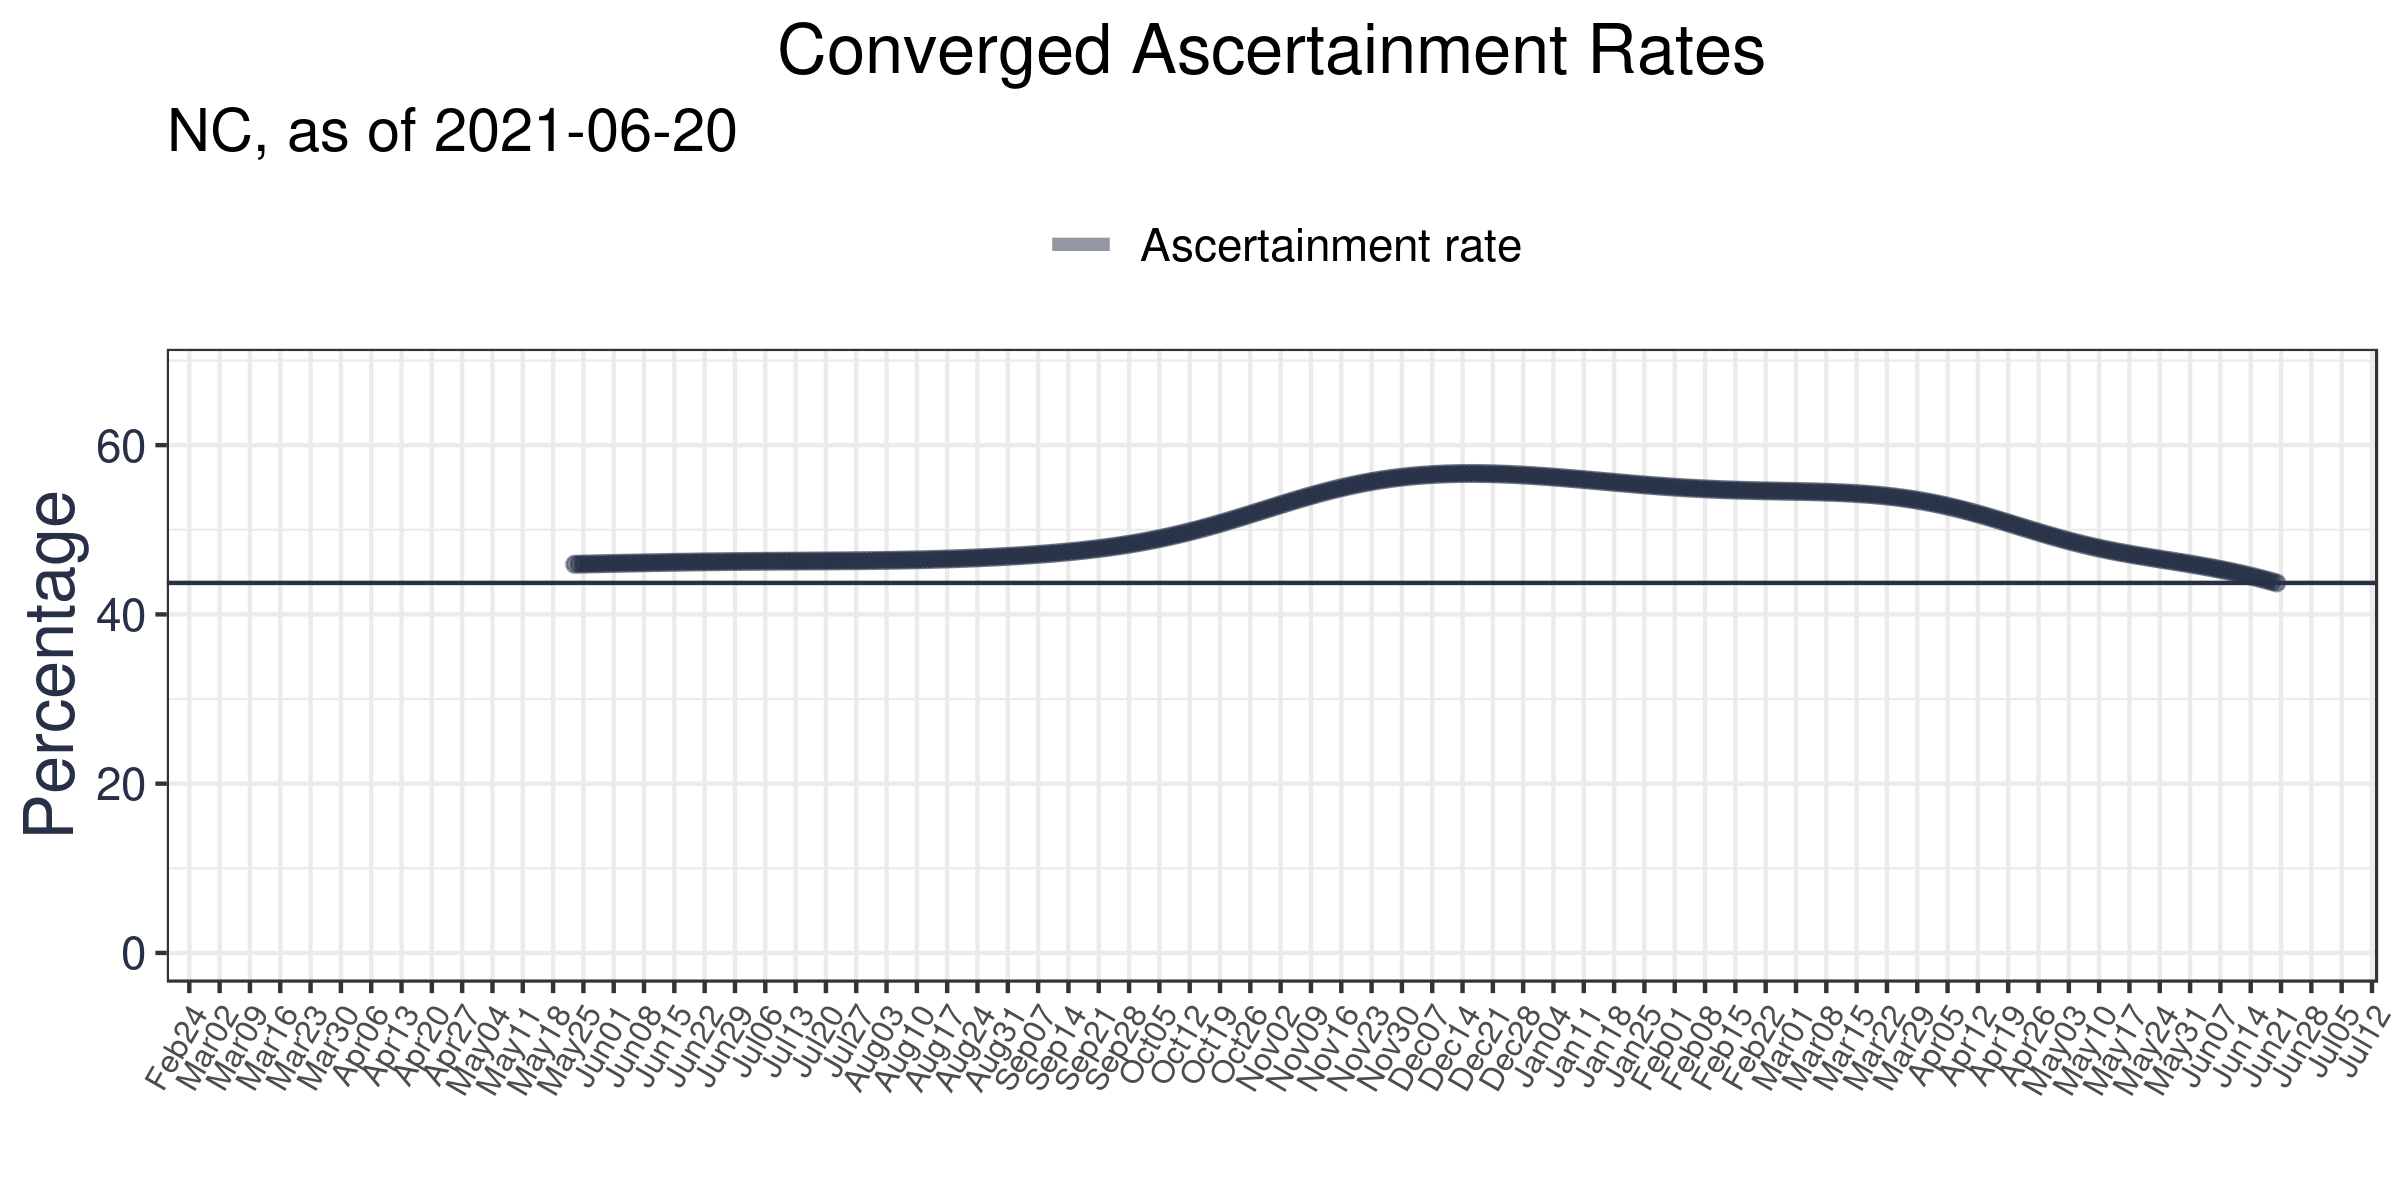 Converged Ascertainment Rates
NC, as of 2021-06-20
Ascertainment rate
Percentage
60
40
20
0
Feb24 Mar02 Mar09 Mar16 Mar23 Mar30 Apr06 Apr13 Apr20 Apr27 May04 May11 May18 May25 Jun01 Jun08 Jun15 Jun22 Jun29 Jul06 Jul13 Jul20 Jul27 Aug03 Aug10 Aug17 Aug24 Aug31 Sep07 Sep14 Sep21 Sep28 Oct05 Oct12 Oct19 Oct26 Nov02 Nov09 Nov16 Nov23 Nov30 Dec07 Dec14 Dec21 Dec28 Jan04 Jan11 Jan18 Jan25 Feb01 Feb08 Feb15 Feb22 Mar01 Mar08 Mar15 Mar22 Mar29 Apr05 Apr12 Apr19 Apr26 May03 May10 May17 May24 May31 Jun07 Jun14 Jun21 Jun28 Jul05 Jul12